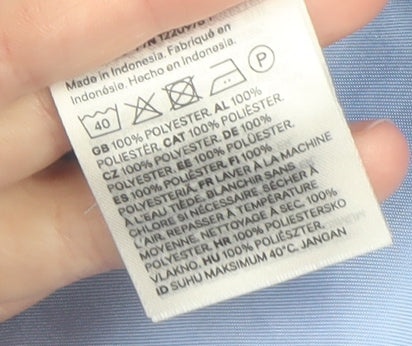 Made in Indonesia. Fabriqué en
Indonésie. Hecho en Indonesia.
40 P
GB 100% POLYESTER. AL 100%
POLIESTËR. CAT 100% POLIÈSTER.
CZ 100% POLYESTER. DE 100%
POLYESTER. EE 100% POLÜESTER.
ES 100% POLIÉSTER. FI 100%
POLYESTERIÄ. FR LAVER À LA MACHINE
À L'EAU TIÈDE. BLANCHIR SANS
CHLORE SI NÉCESSAIRE. SÉCHER À
L'AIR. REPASSER À TEMPÉRATURE
MOYENNE. NETTOYAGE À SEC. 100%
POLYESTER. HR 100% POLIESTERSKO
VLAKNO. HU 100% POLIÉSZTER.
ID SUHU MAKSIMUM 40°C. JANGAN